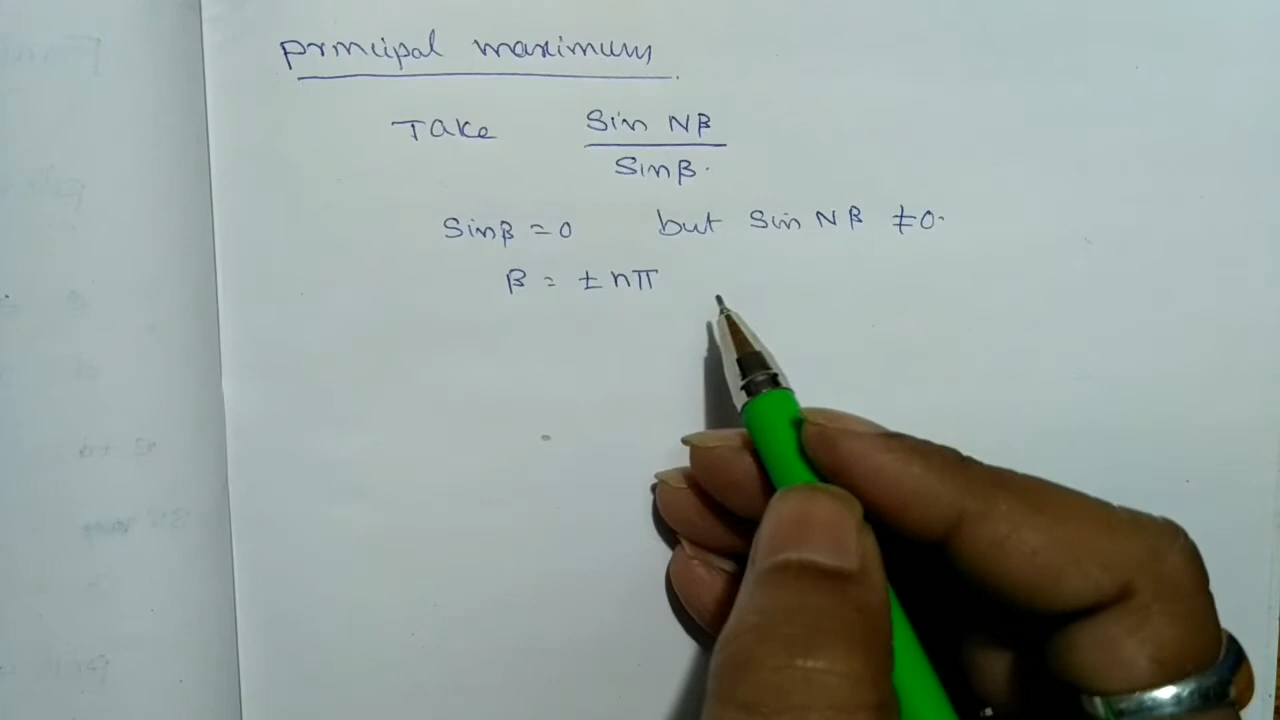 principal maximum
Take Sin Nβ / Sinβ.
Sinβ = 0 but Sin Nβ ≠ 0.
β = ± nπ